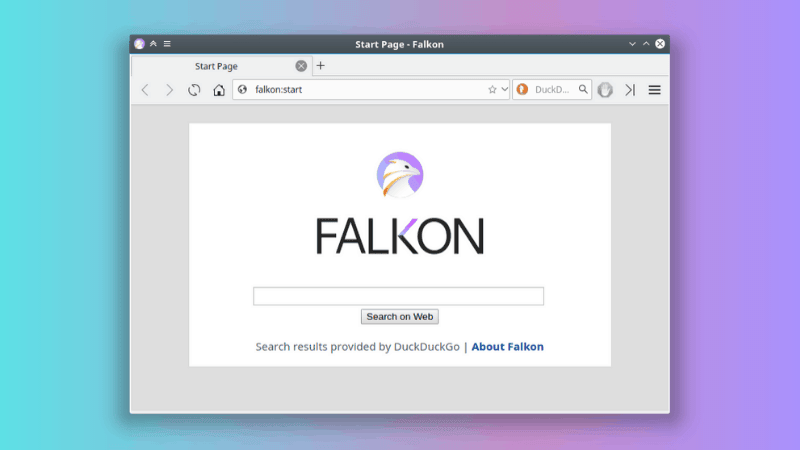 Start Page - Falkon
Start Page
falkon:start
DuckD...
FALKON
Search on Web
Search results provided by DuckDuckGo | About Falkon